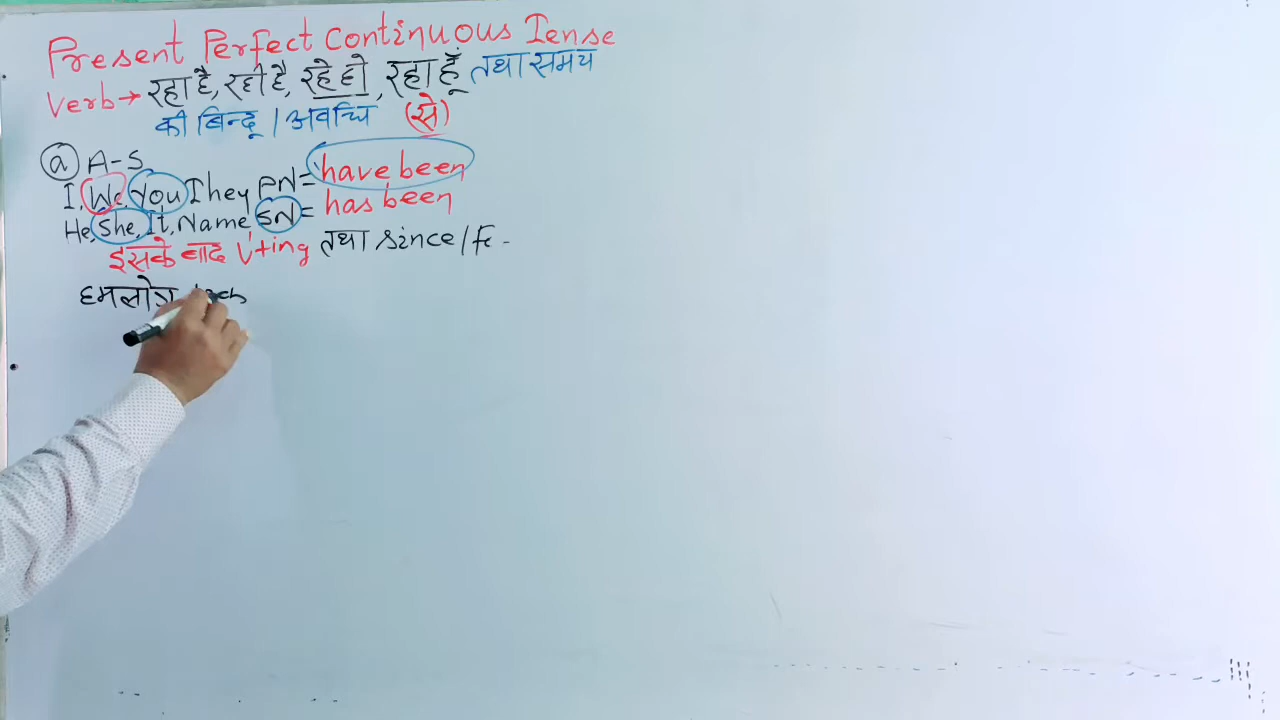 Present Perfect Continuous Tense
Verb→ रहा है, रही है, रहे हो, रहा हूँ तथा समय
की बिन्दू / अवधि (से)
(a) A-S
I, We, You They PN= have been
He, She, It, Name SN= has been
इसके बाद V+ing तथा since/f
हमलोग